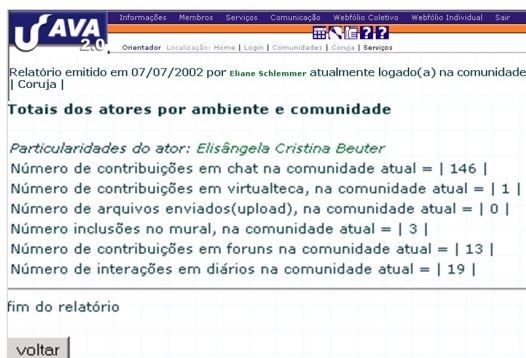 Informações Membros Serviços Comunicação Webfólio Coletivo Webfólio Individual Sair
AVA
2.0
Orientador Localização: Home | Login | Comunidades | Coruja | Serviços
Relatório emitido em 07/07/2002 por Eliane Schlemmer atualmente logado(a) na comunidade
| Coruja |
Totais dos atores por ambiente e comunidade
Particularidades do ator: Elisângela Cristina Beuter
Número de contribuições em chat na comunidade atual = | 146 |
Número de contribuições em virtualteca, na comunidade atual = | 1 |
Número de arquivos enviados(upload), na comunidade atual = | 0 |
Número inclusões no mural, na comunidade atual = | 3 |
Número de contribuições em foruns na comunidade atual = | 13 |
Número de interações em diários na comunidade atual = | 19 |
fim do relatório
voltar